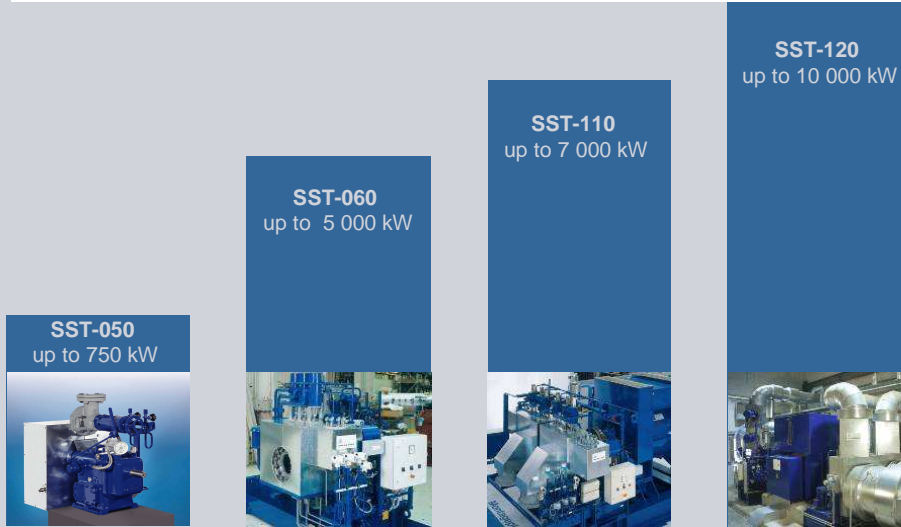 SST-120
up to 10 000 kW
SST-110
up to 7 000 kW
SST-060
up to 5 000 kW
SST-050
up to 750 kW